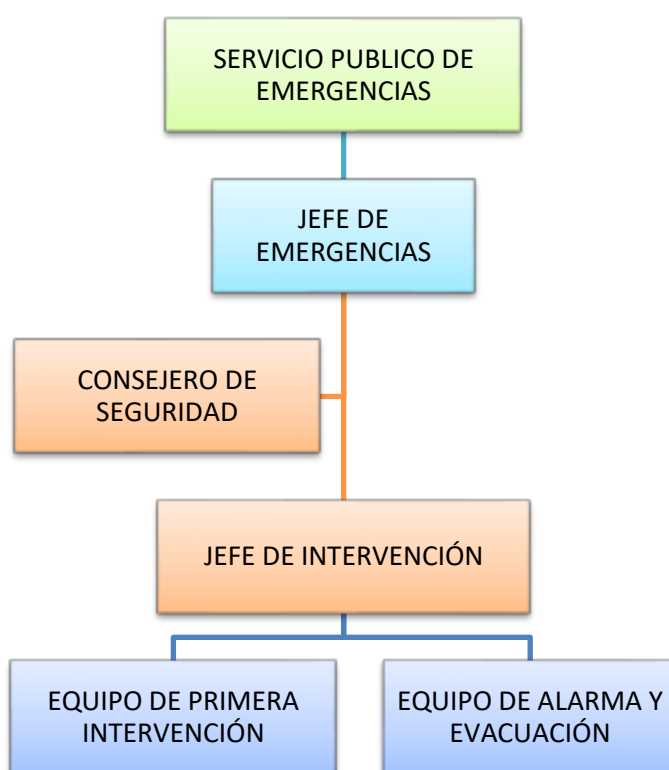 SERVICIO PUBLICO DE
EMERGENCIAS
JEFE DE
EMERGENCIAS
CONSEJERO DE
SEGURIDAD
JEFE DE INTERVENCIÓN
EQUIPO DE PRIMERA
INTERVENCIÓN
EQUIPO DE ALARMA Y
EVACUACIÓN